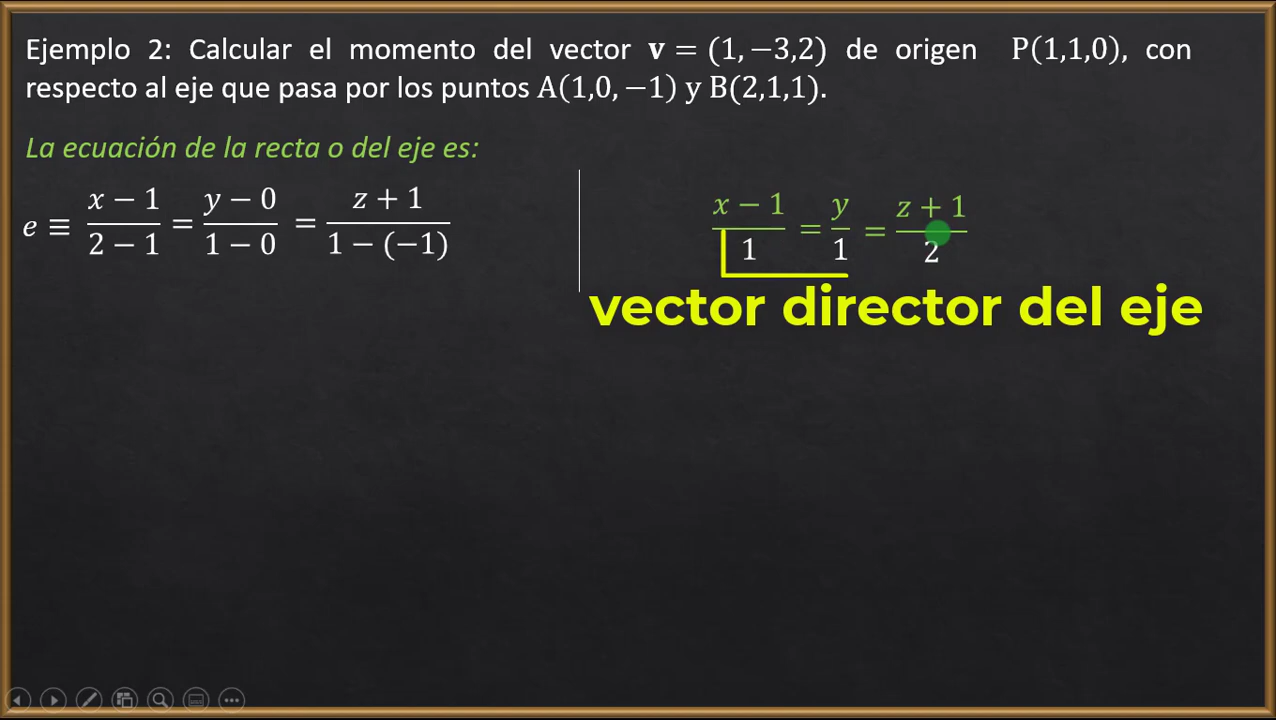 Ejemplo 2: Calcular el momento del vector v = (1, −3,2) de origen P(1,1,0), con
respecto al eje que pasa por los puntos A(1,0, −1) y B(2,1,1).
La ecuación de la recta o del eje es:
e ≡ (x − 1)/(2 − 1) = (y − 0)/(1 − 0) = (z + 1)/(1 − (−1))
(x − 1)/1 = y/1 = (z + 1)/2
vector director del eje